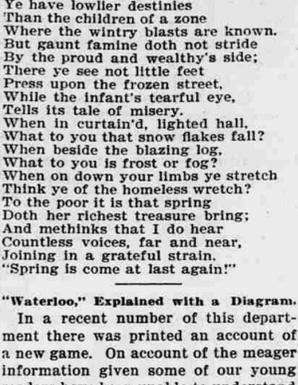 Ye have lowlier destinies
Than the children of a zone
Where the wintry blasts are known.
But gaunt famine doth not stride
By the proud and wealthy's side;
There ye see not little feet
Press upon the frozen street,
While the infant's tearful eye,
Tells its tale of misery.
When in curtain'd, lighted hall,
What to you that snow flakes fall?
When beside the blazing log,
What to you is frost or fog?
When on down your limbs ye stretch
Think ye of the homeless wretch?
To the poor it is that spring
Doth her richest treasure bring;
And methinks that I do hear
Countless voices, far and near,
Joining in a grateful strain.
"Spring is come at last again!"
"Waterloo," Explained with a Diagram.
In a recent number of this depart-
ment there was printed an account of
a new game. On account of the meager
information given some of our young